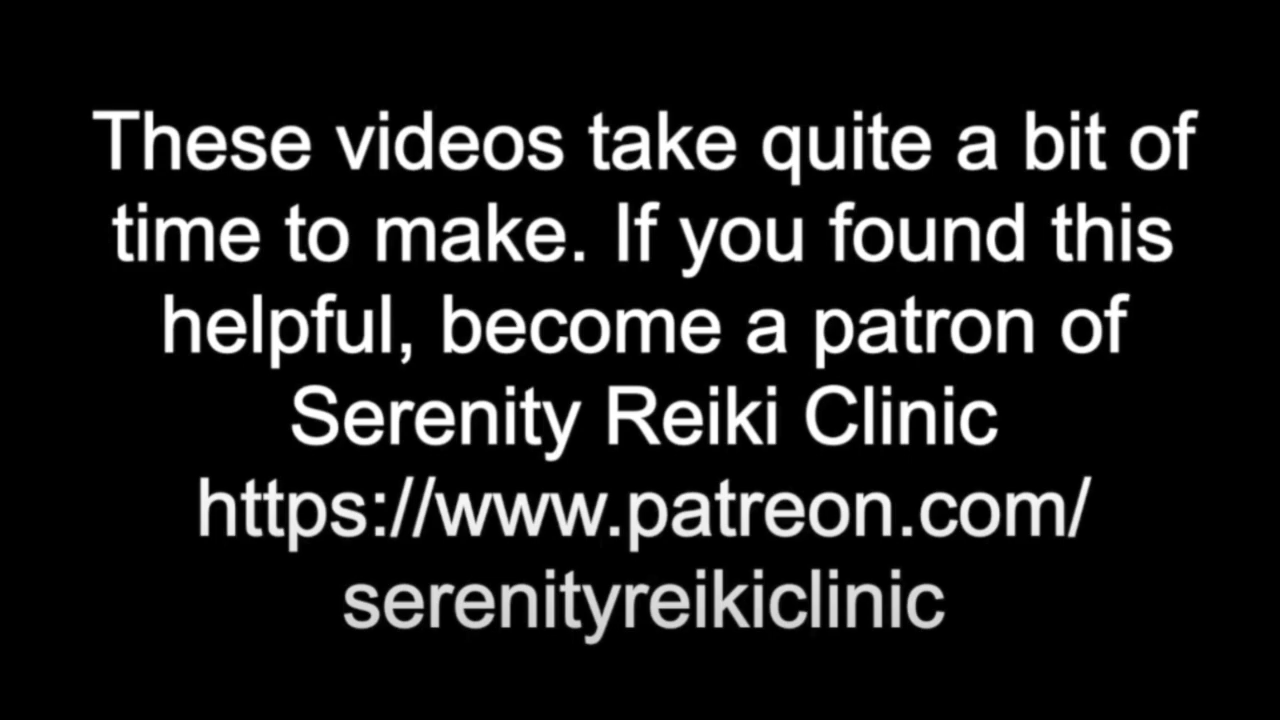 These videos take quite a bit of
time to make. If you found this
helpful, become a patron of
Serenity Reiki Clinic
https://www.patreon.com/
serenityreikiclinic